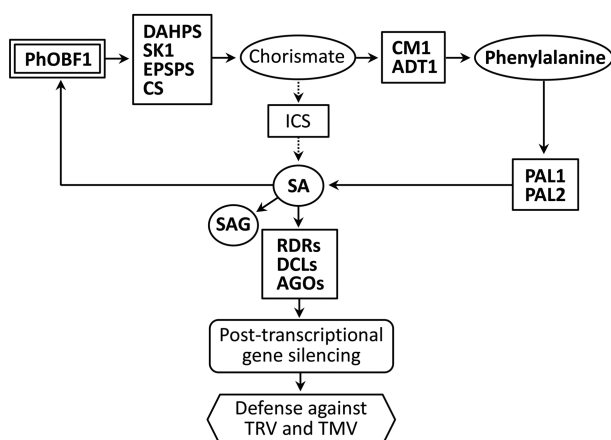 PhOBF1
DAHPS
SK1
EPSPS
CS
Chorismate
CM1
ADT1
Phenylalanine
ICS
SA
PAL1
PAL2
SAG
RDRs
DCLs
AGOs
Post-transcriptional
gene silencing
Defense against
TRV and TMV